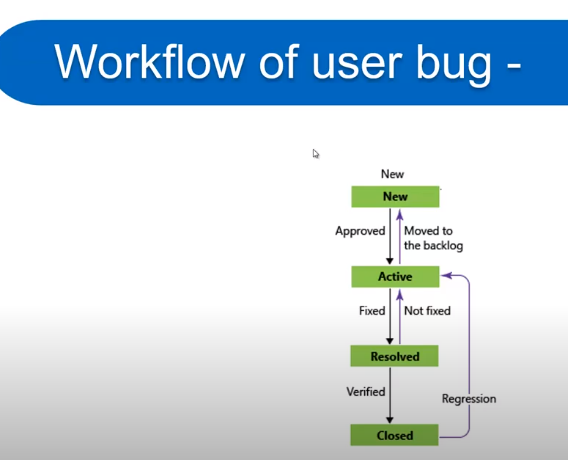 Workflow of user bug -
New
New
Approved
Moved to
the backlog
Active
Fixed
Not fixed
Resolved
Verified
Regression
Closed